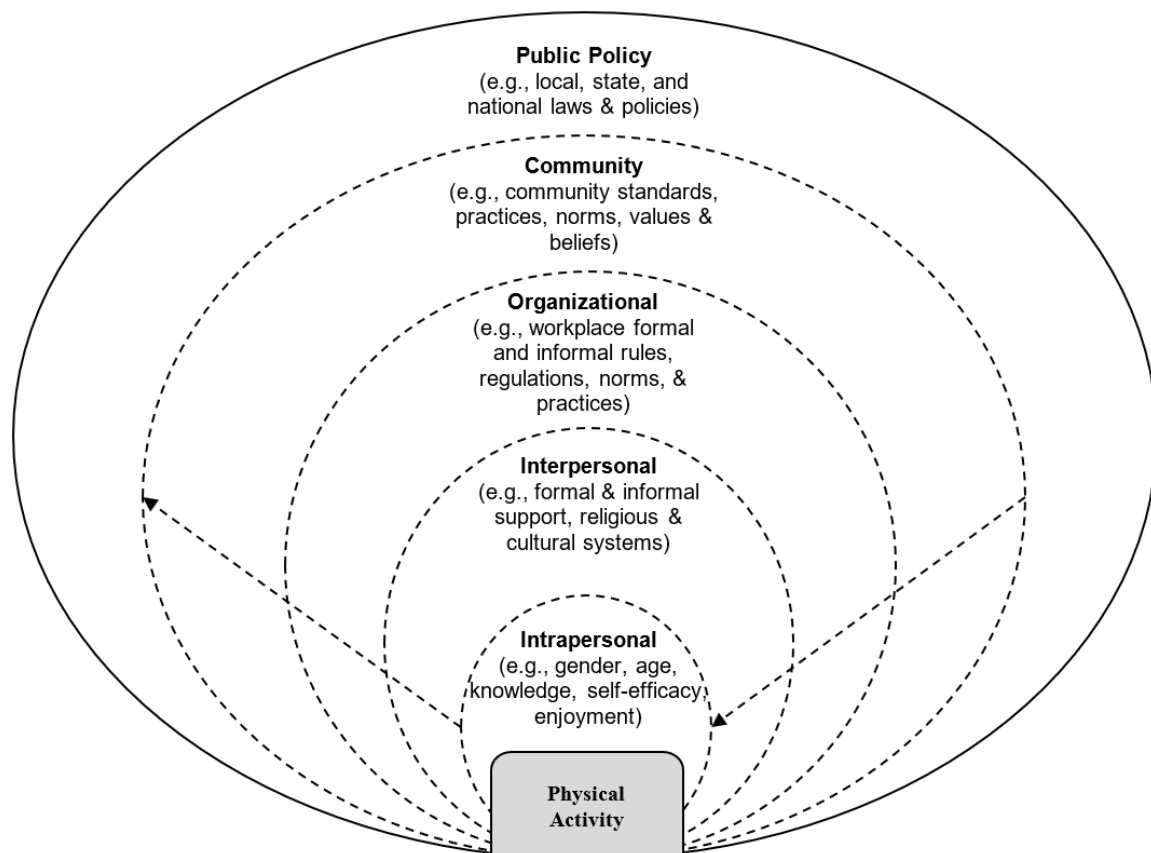 Public Policy
(e.g., local, state, and
national laws & policies)
Community
(e.g., community standards,
practices, norms, values &
beliefs)
Organizational
(e.g., workplace formal
and informal rules,
regulations, norms, &
practices)
Interpersonal
(e.g., formal & informal
support, religious &
cultural systems)
Intrapersonal
(e.g., gender, age,
knowledge, self-efficacy,
enjoyment)
Physical
Activity